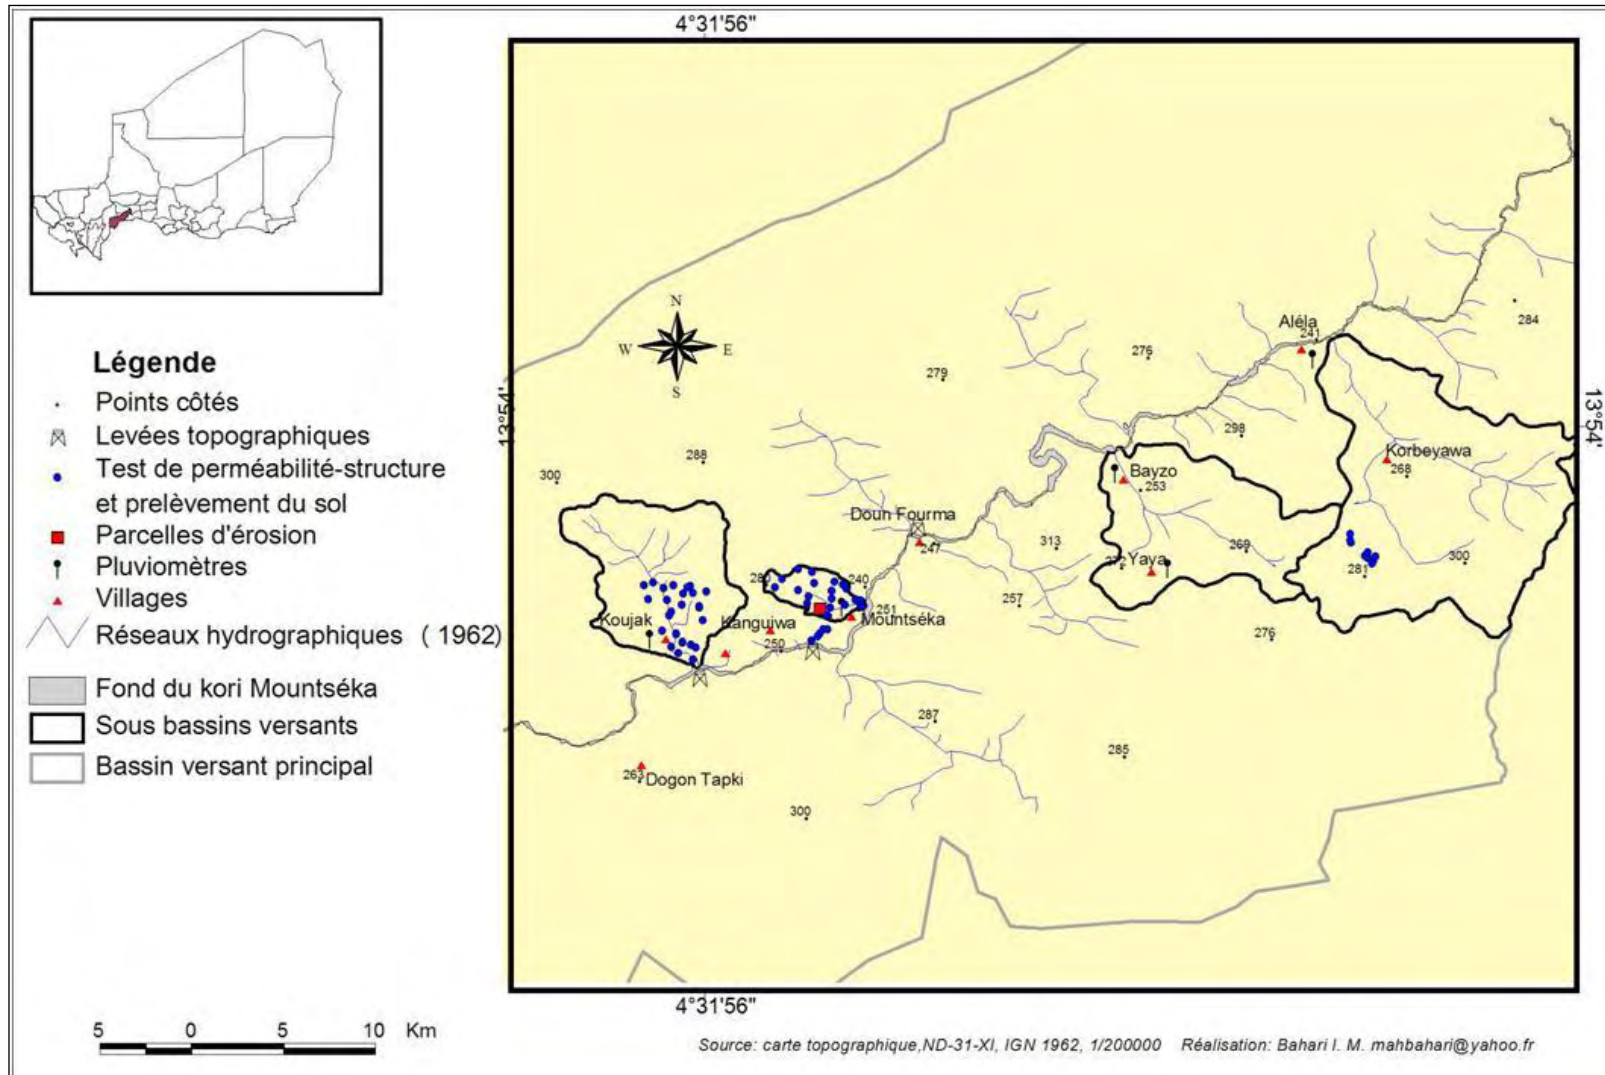 4°31'56"
N
W
E
S
13°54'
13°54'
Légende
Points côtés
Levées topographiques
Test de perméabilité-structure
et prelèvement du sol
Parcelles d'érosion
Pluviomètres
Villages
Réseaux hydrographiques ( 1962)
Fond du kori Mountséka
Sous bassins versants
Bassin versant principal
5 0 5 10 Km
Aléla
241
284
276
279
298
288
300
Korbeyawa
268
Bayzo
253
Doun Fourma
247
313
269
272
Yaya
300
281
240
251
257
Koujak
Kanguiwa
250
Mountséka
276
287
285
263
Dogon Tapki
300
4°31'56"
Source: carte topographique,ND-31-XI, IGN 1962, 1/200000 Réalisation: Bahari I. M. mahbahari@yahoo.fr